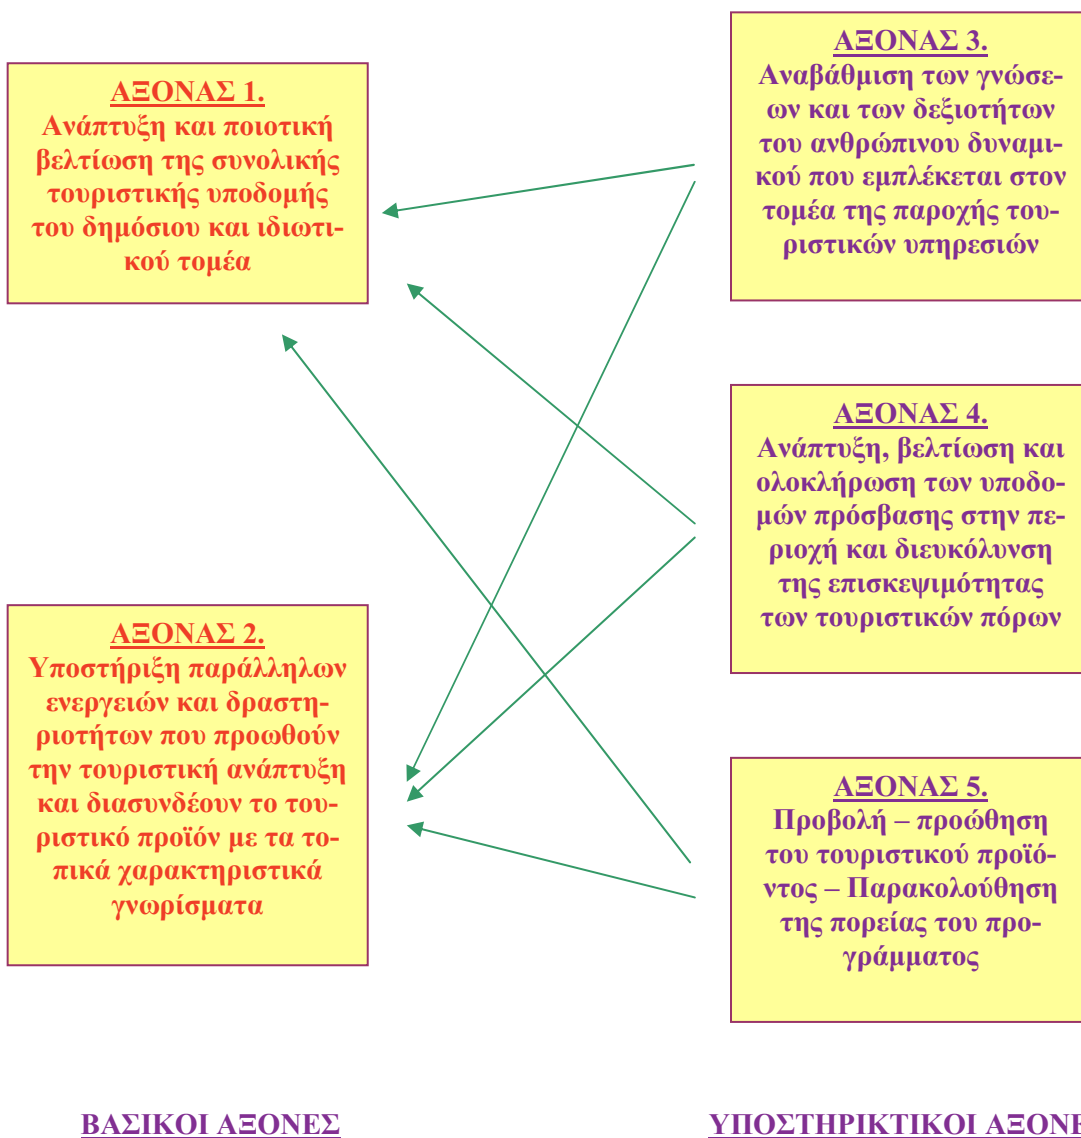 ΑΞΟΝΑΣ 1.
Ανάπτυξη και ποιοτική
βελτίωση της συνολικής
τουριστικής υποδομής
του δημόσιου και ιδιωτι-
κού τομέα
ΑΞΟΝΑΣ 2.
Υποστήριξη παράλληλων
ενεργειών και δραστη-
ριοτήτων που προωθούν
την τουριστική ανάπτυξη
και διασυνδέουν το του-
ριστικό προϊόν με τα το-
πικά χαρακτηριστικά
γνωρίσματα
ΒΑΣΙΚΟΙ ΑΞΟΝΕΣ
ΑΞΟΝΑΣ 3.
Αναβάθμιση των γνώσε-
ων και των δεξιοτήτων
του ανθρώπινου δυναμι-
κού που εμπλέκεται στον
τομέα της παροχής του-
ριστικών υπηρεσιών
ΑΞΟΝΑΣ 4.
Ανάπτυξη, βελτίωση και
ολοκλήρωση των υποδο-
μών πρόσβασης στην πε-
ριοχή και διευκόλυνση
της επισκεψιμότητας
των τουριστικών πόρων
ΑΞΟΝΑΣ 5.
Προβολή – προώθηση
του τουριστικού προϊό-
ντος – Παρακολούθηση
της πορείας του προ-
γράμματος
ΥΠΟΣΤΗΡΙΚΤΙΚΟΙ ΑΞΟΝΕ